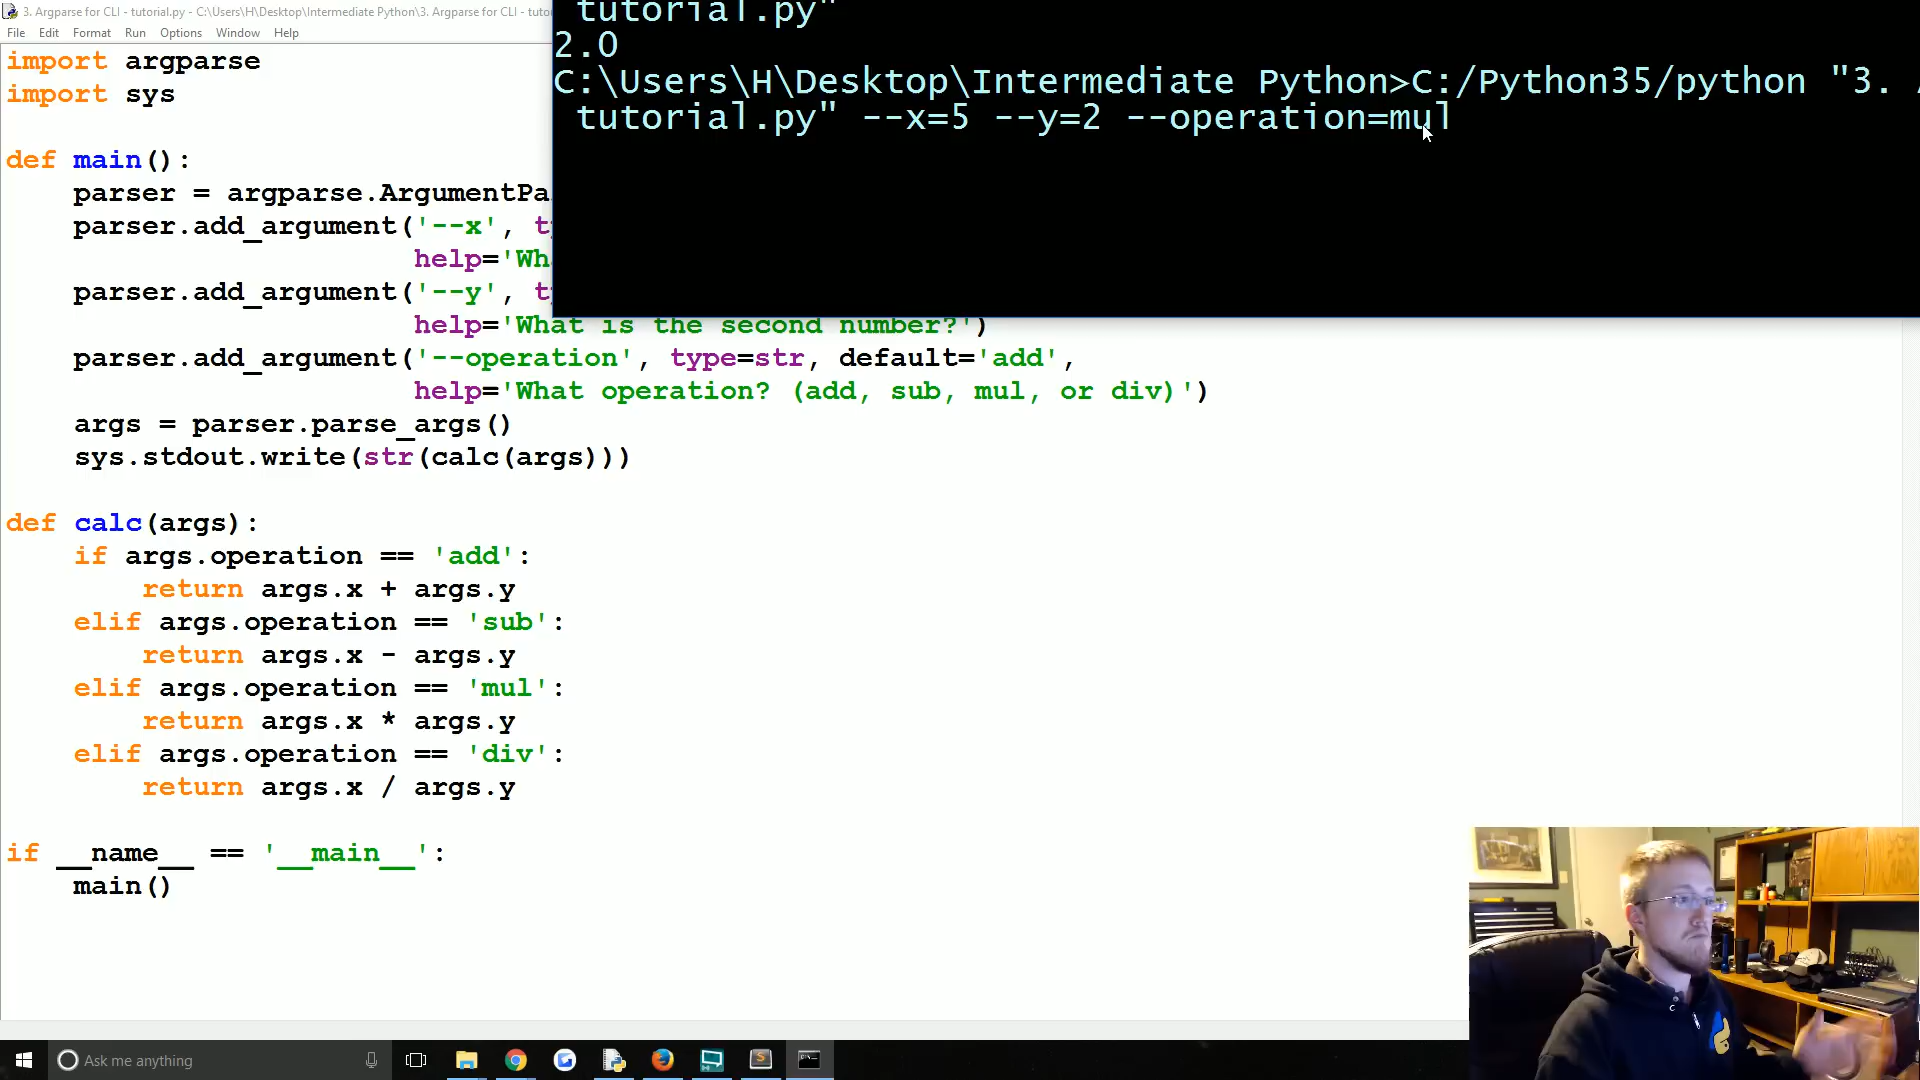 3. Argparse for CLI - tutorial.py - C:\Users\H\Desktop\Intermediate Python\3. Argparse for CLI - tuto
File Edit Format Run Options Window Help
tutorial.py"
2.0
C:\Users\H\Desktop\Intermediate Python>C:/Python35/python "3.
tutorial.py" --x=5 --y=2 --operation=mul
import argparse
import sys
def main():
parser = argparse.ArgumentPa
parser.add_argument('--x', ty
help='Wha
parser.add_argument('--y', ty
help='What is the second number?')
parser.add_argument('--operation', type=str, default='add',
help='What operation? (add, sub, mul, or div)')
args = parser.parse_args()
sys.stdout.write(str(calc(args)))
def calc(args):
if args.operation == 'add':
return args.x + args.y
elif args.operation == 'sub':
return args.x - args.y
elif args.operation == 'mul':
return args.x * args.y
elif args.operation == 'div':
return args.x / args.y
if __name__ == '__main__':
main()
Ask me anything